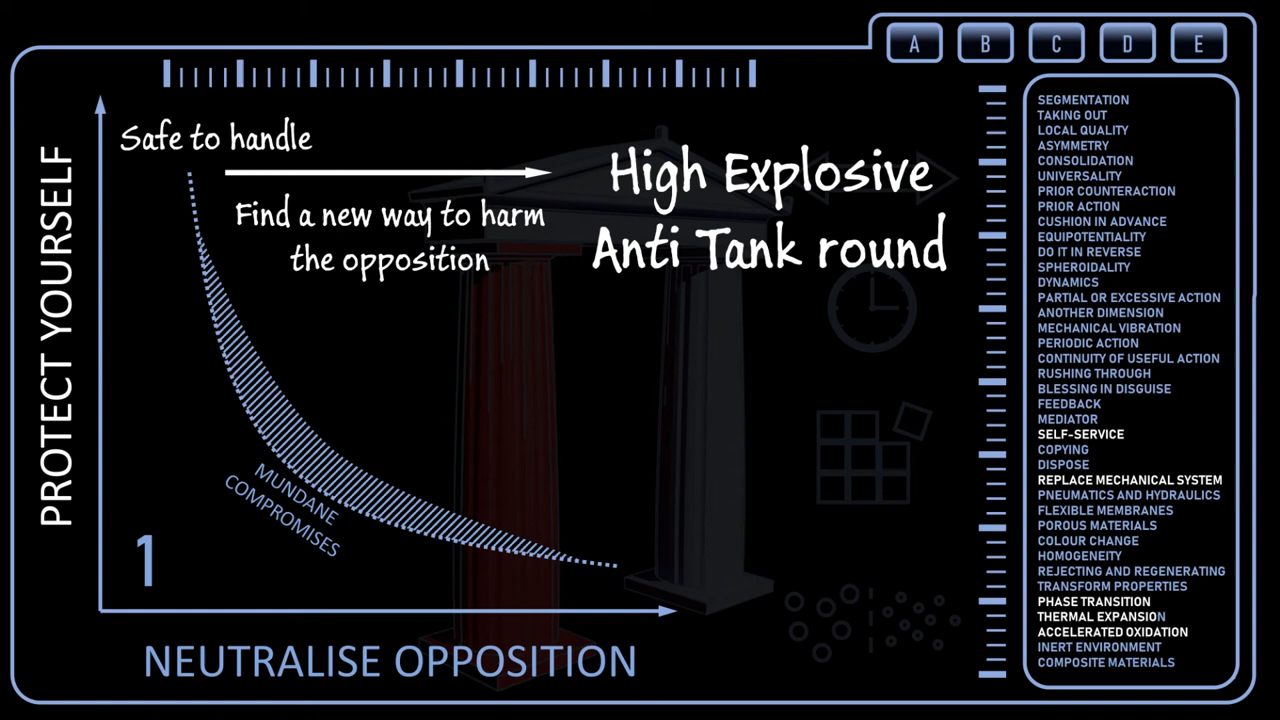 A
B
C
D
E
PROTECT YOURSELF
Safe to handle
Find a new way to harm
the opposition
High Explosive
Anti Tank round
MUNDANE
COMPROMISES
1
NEUTRALISE OPPOSITION
SEGMENTATION
TAKING OUT
LOCAL QUALITY
ASYMMETRY
CONSOLIDATION
UNIVERSALITY
PRIOR COUNTERACTION
PRIOR ACTION
CUSHION IN ADVANCE
EQUIPOTENTIALITY
DO IT IN REVERSE
SPHEROIDALITY
DYNAMICS
PARTIAL OR EXCESSIVE ACTION
ANOTHER DIMENSION
MECHANICAL VIBRATION
PERIODIC ACTION
CONTINUITY OF USEFUL ACTION
RUSHING THROUGH
BLESSING IN DISGUISE
FEEDBACK
MEDIATOR
SELF-SERVICE
COPYING
DISPOSE
REPLACE MECHANICAL SYSTEM
PNEUMATICS AND HYDRAULICS
FLEXIBLE MEMBRANES
POROUS MATERIALS
COLOUR CHANGE
HOMOGENEITY
REJECTING AND REGENERATING
TRANSFORM PROPERTIES
PHASE TRANSITION
THERMAL EXPANSION
ACCELERATED OXIDATION
INERT ENVIRONMENT
COMPOSITE MATERIALS